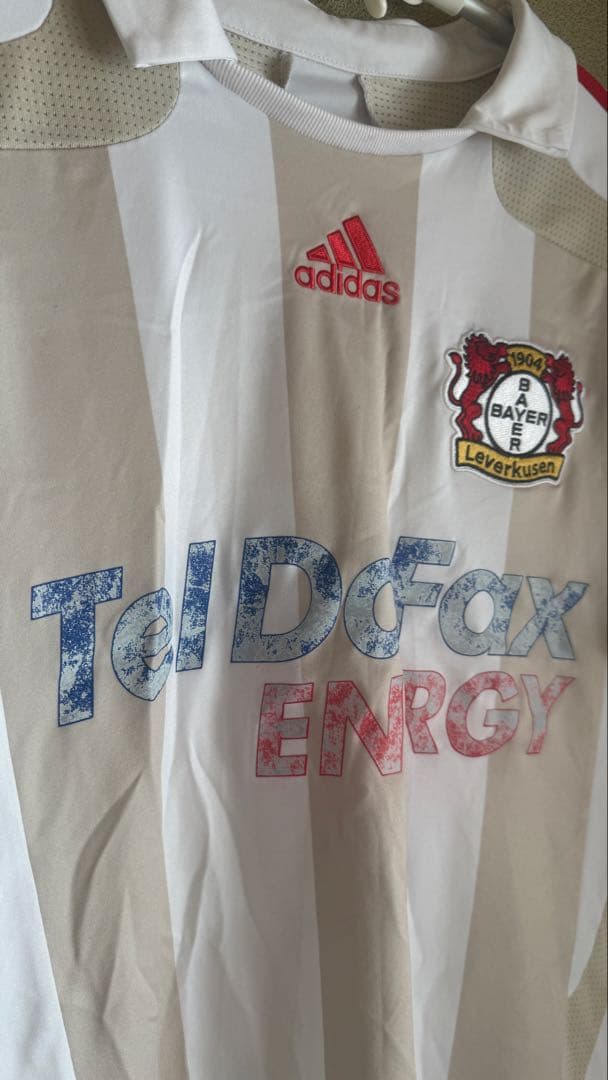 adidas
1904
BAYER
BAYER
Leverkusen
TelDaFax
ENRGY